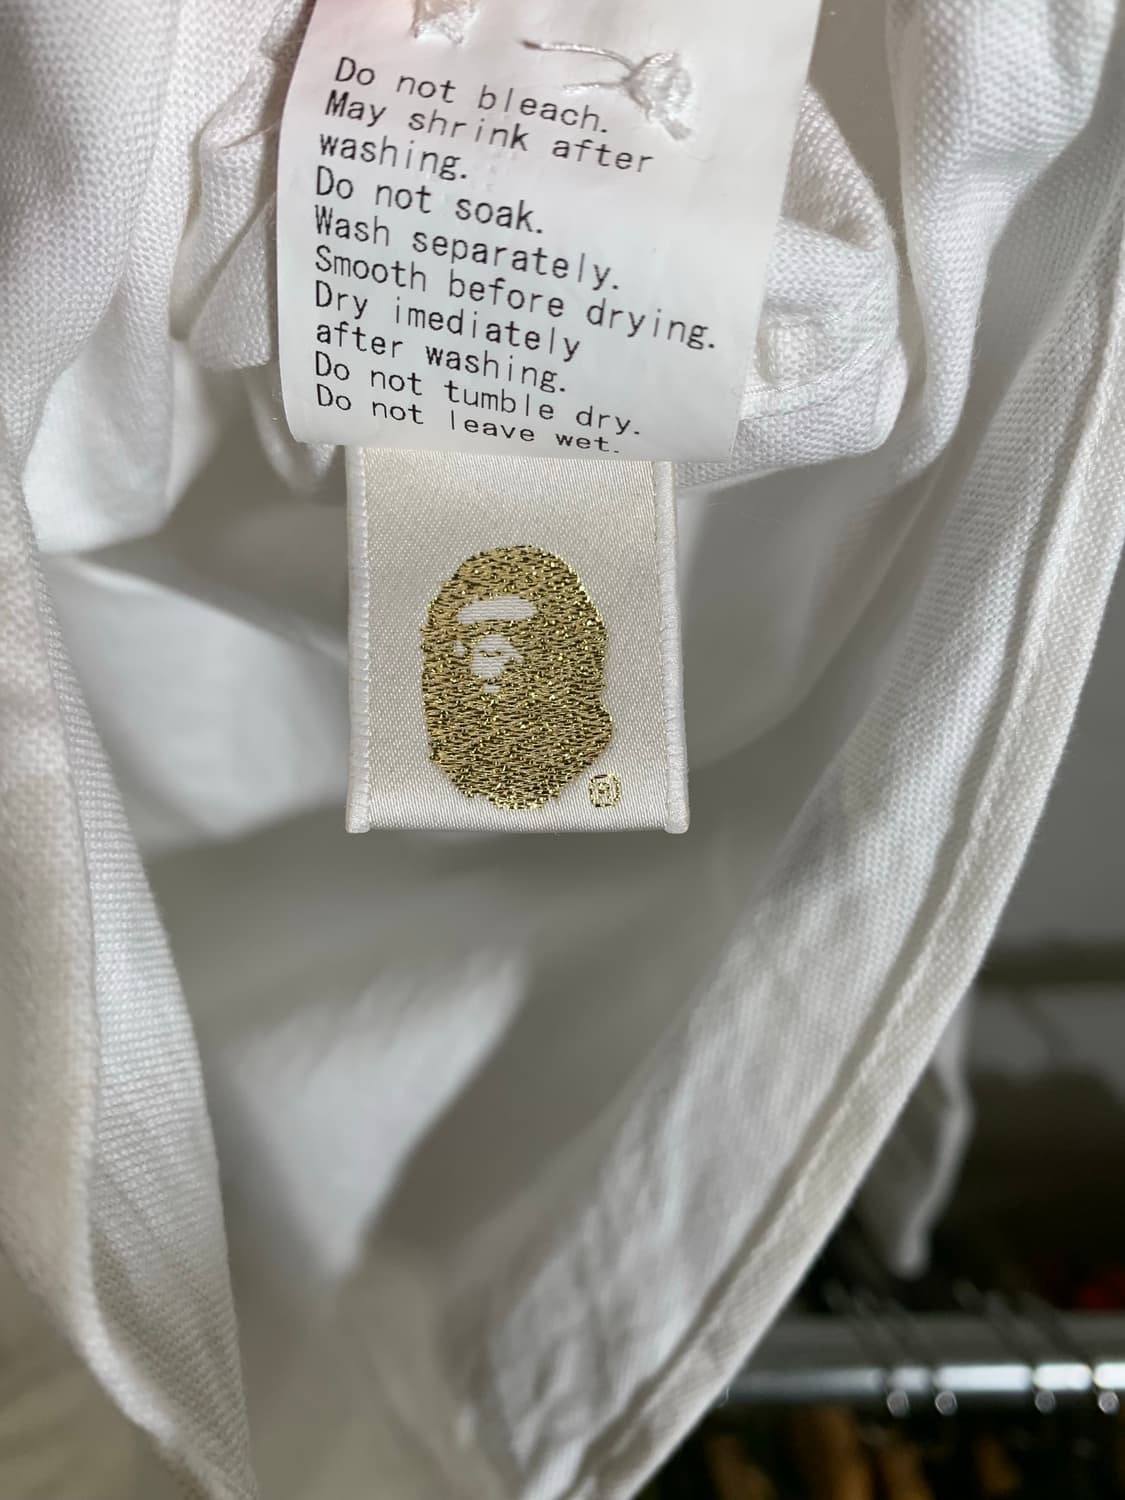 Do not bleach.
May shrink after
washing.
Do not soak.
Wash separately.
Smooth before drying.
Dry imediately
after washing.
Do not tumble dry.
Do not leave wet.
®